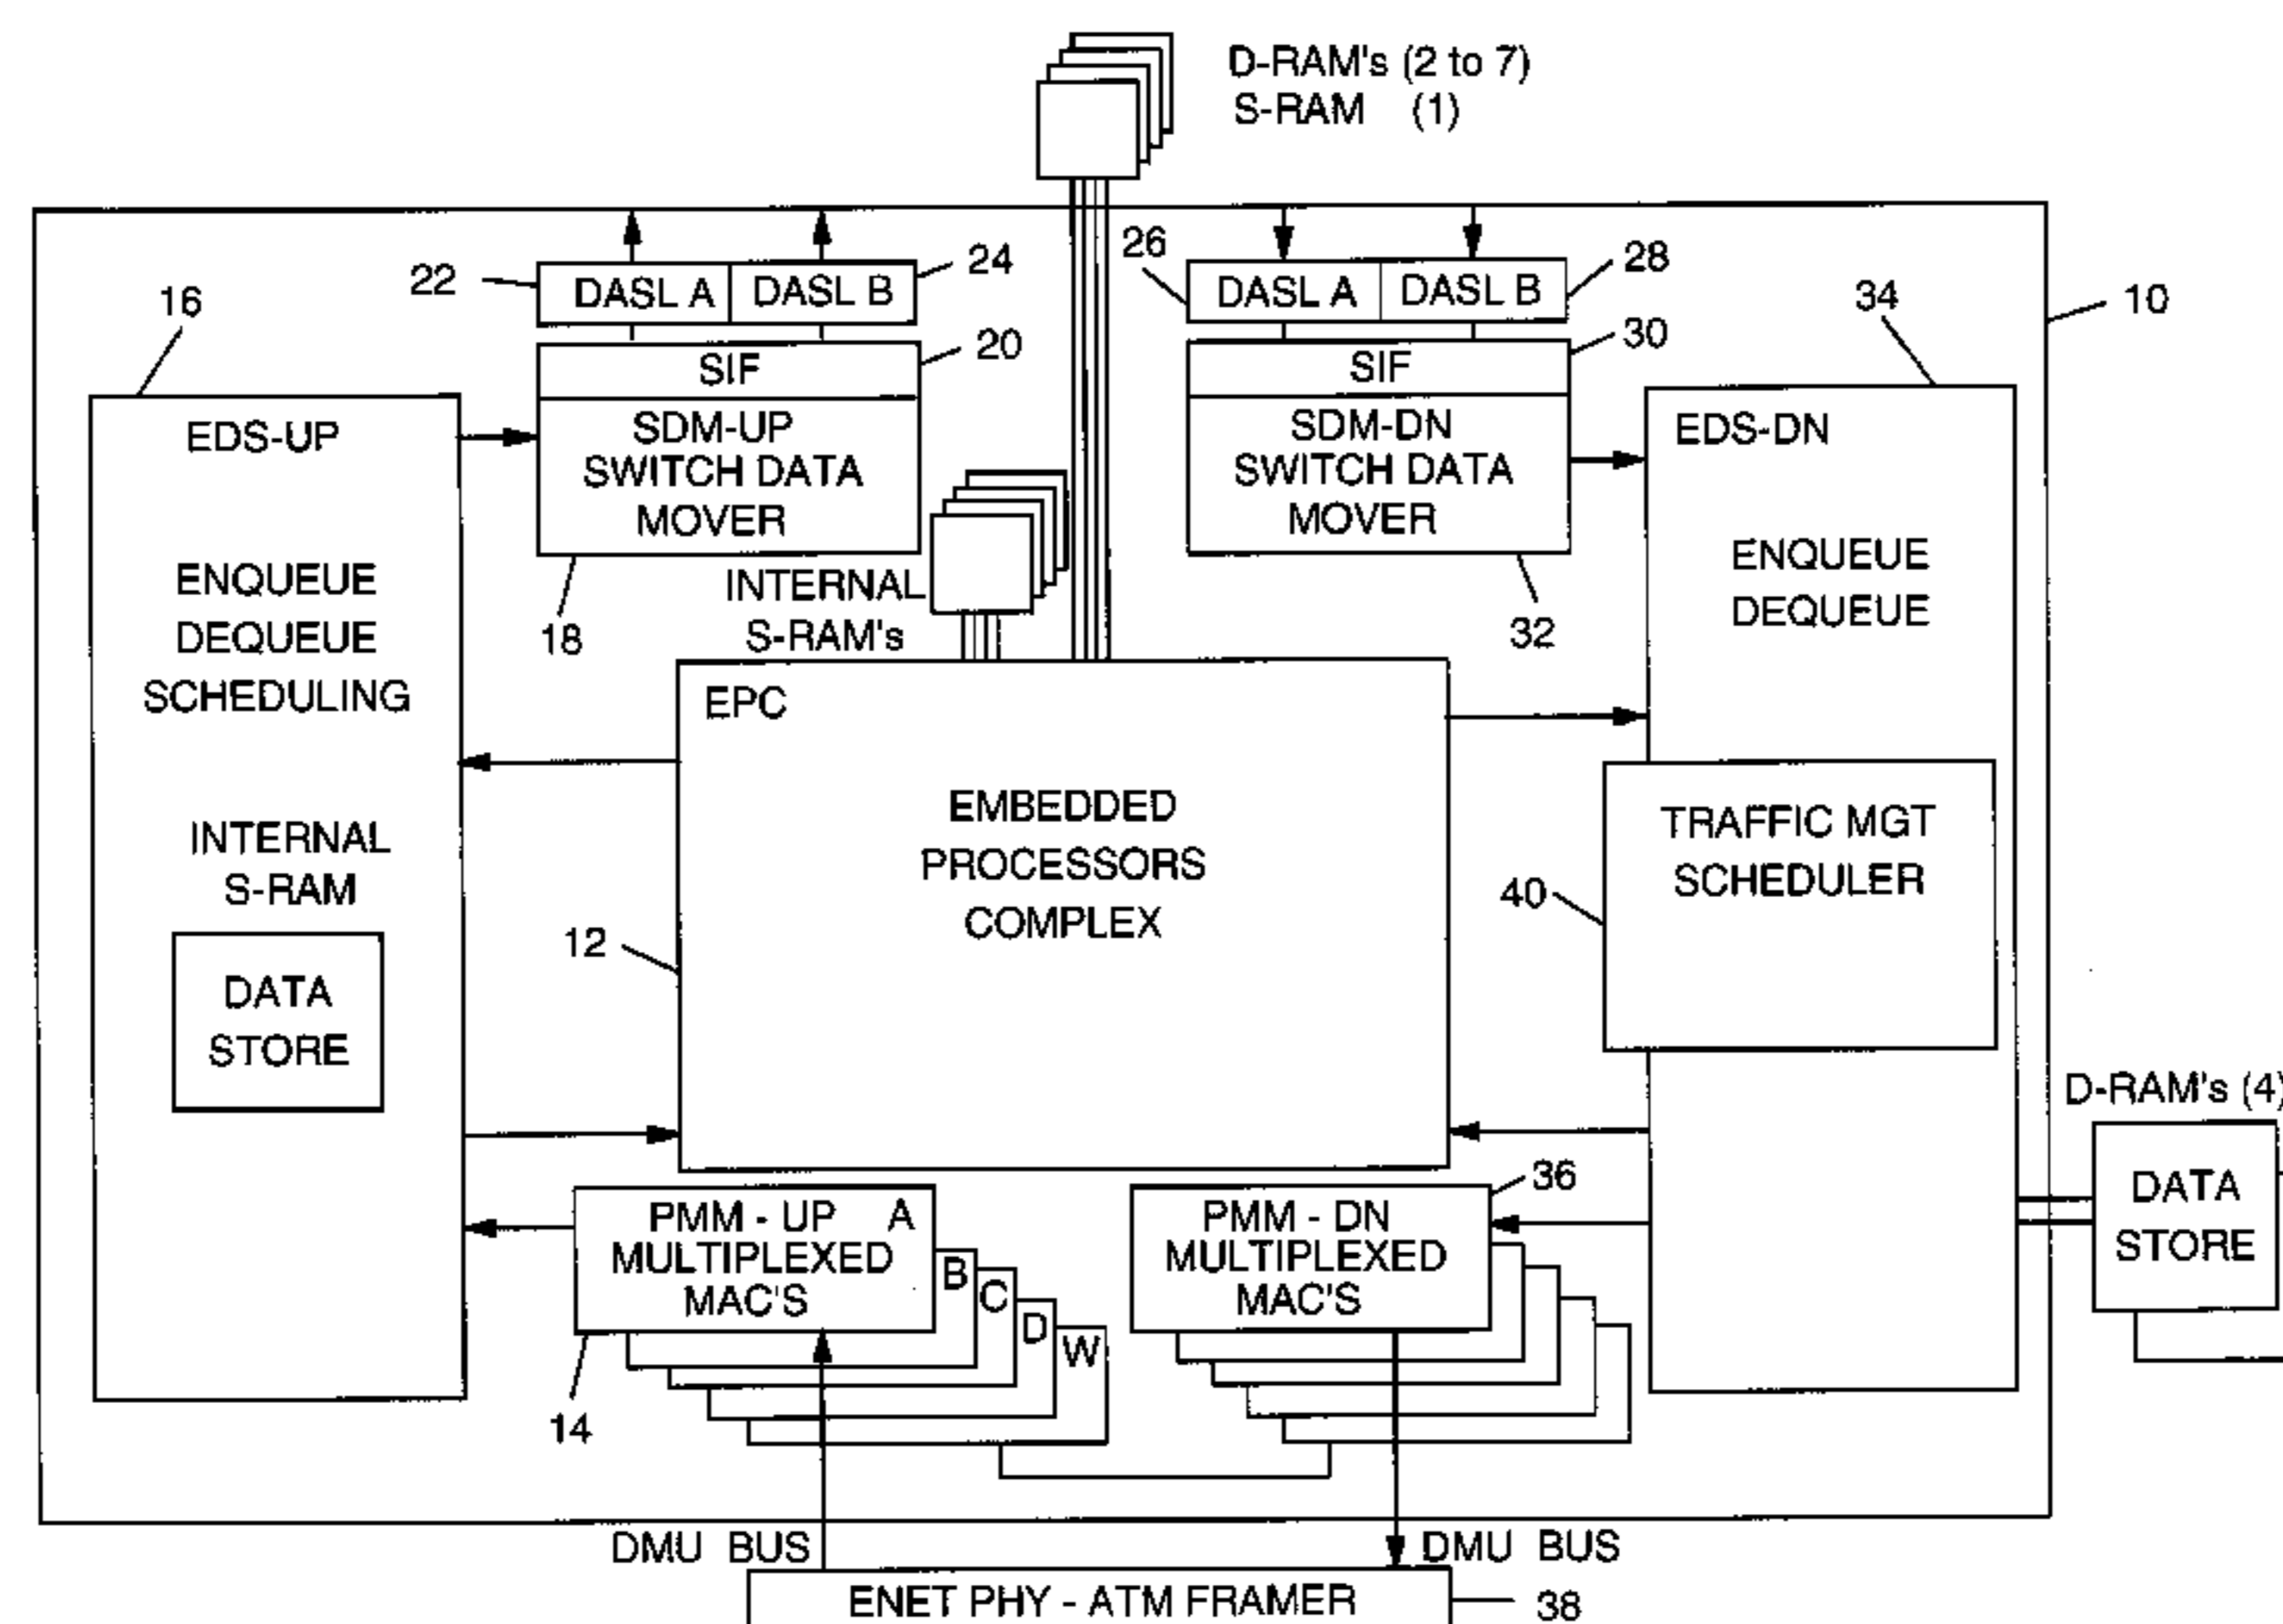 D-RAM's (2 to 7)
S-RAM (1)
16
22
DASL A
DASL B
24
26
DASL A
DASL B
28
34
10
SIF
20
SIF
30
EDS-UP
ENQUEUE
DEQUEUE
SCHEDULING
INTERNAL
S-RAM
DATA
STORE
SDM-UP
SWITCH DATA
MOVER
18
INTERNAL
S-RAM's
SDM-DN
SWITCH DATA
MOVER
32
EDS-DN
ENQUEUE
DEQUEUE
EPC
EMBEDDED
PROCESSORS
COMPLEX
12
TRAFFIC MGT
SCHEDULER
40
D-RAM's (4)
DATA
STORE
PMM - UP A
MULTIPLEXED
MAC'S
B
C
D
W
14
PMM - DN
MULTIPLEXED
MAC'S
36
DMU BUS
DMU BUS
ENET PHY - ATM FRAMER
38